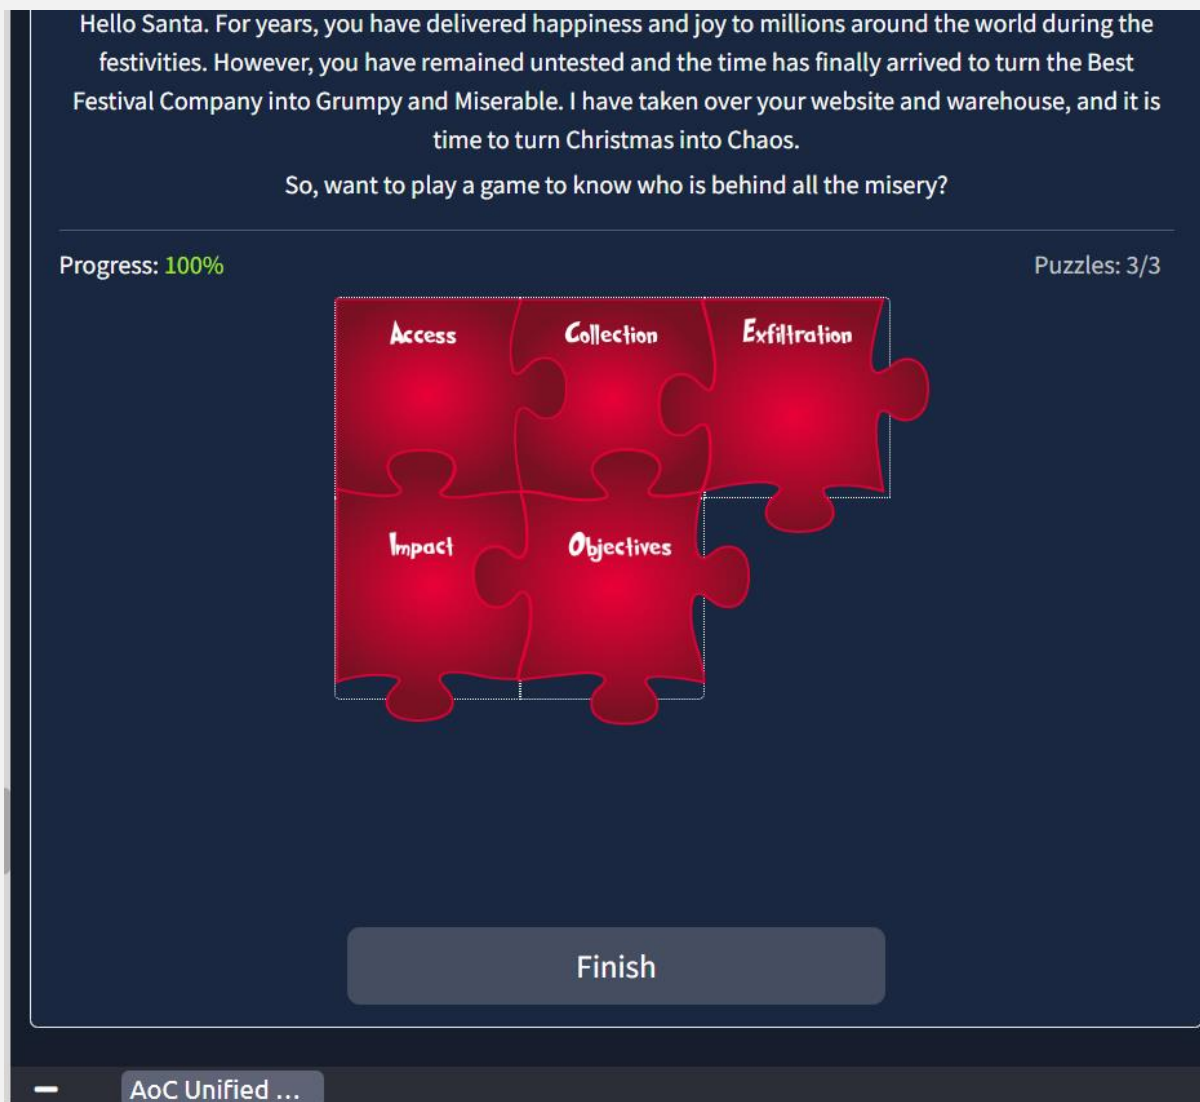 Hello Santa. For years, you have delivered happiness and joy to millions around the world during the
festivities. However, you have remained untested and the time has finally arrived to turn the Best
Festival Company into Grumpy and Miserable. I have taken over your website and warehouse, and it is
time to turn Christmas into Chaos.
So, want to play a game to know who is behind all the misery?
Progress: 100% Puzzles: 3/3
Access Collection Exfiltration
Impact Objectives
Finish
AoC Unified ...